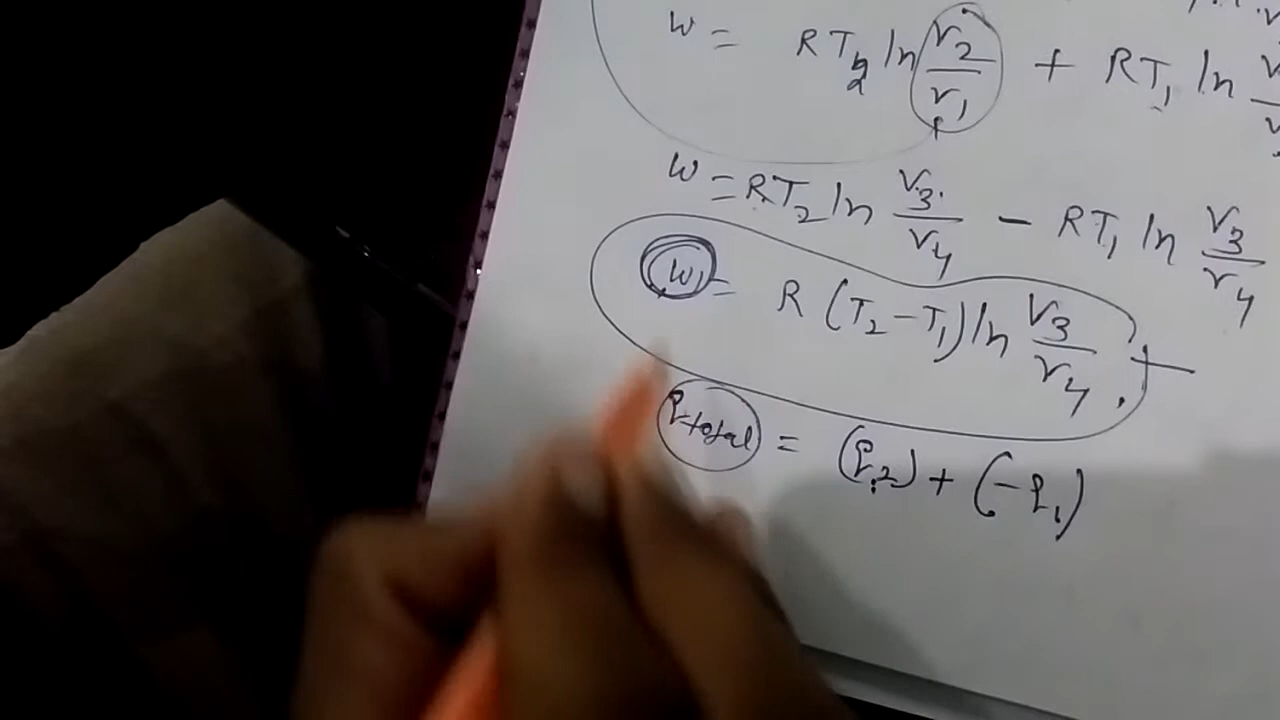 W = RT2 ln V2/V1 + RT1 ln
W = RT2 ln V3/V4 - RT1 ln V3/V4
W = R (T2 - T1) ln V3/V4
qtotal = (q2) + (-q1)